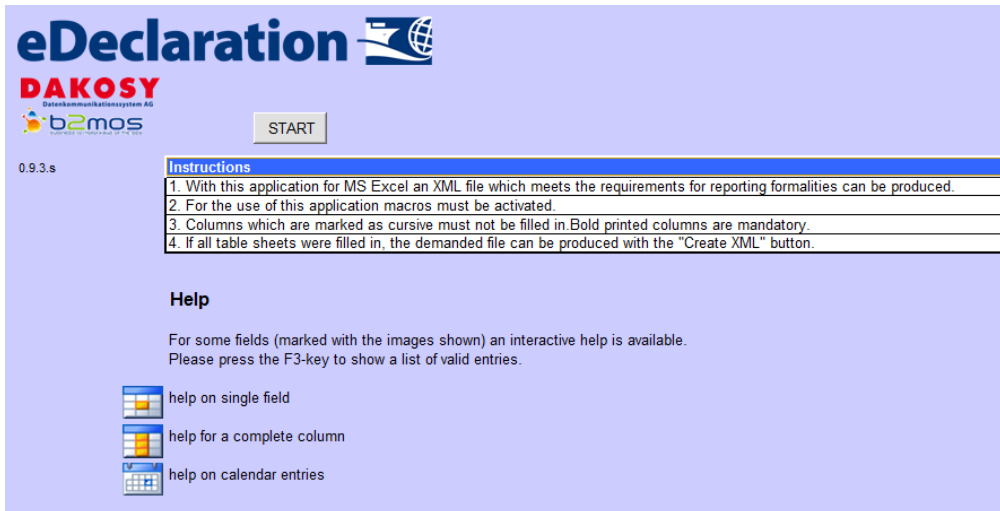 eDeclaration
DAKOSY
Datenkommunikationssystem AG
b2mos
START
0.9.3.s
Instructions
1. With this application for MS Excel an XML file which meets the requirements for reporting formalities can be produced.
2. For the use of this application macros must be activated.
3. Columns which are marked as cursive must not be filled in.Bold printed columns are mandatory.
4. If all table sheets were filled in, the demanded file can be produced with the "Create XML" button.
Help
For some fields (marked with the images shown) an interactive help is available.
Please press the F3-key to show a list of valid entries.
help on single field
help for a complete column
help on calendar entries